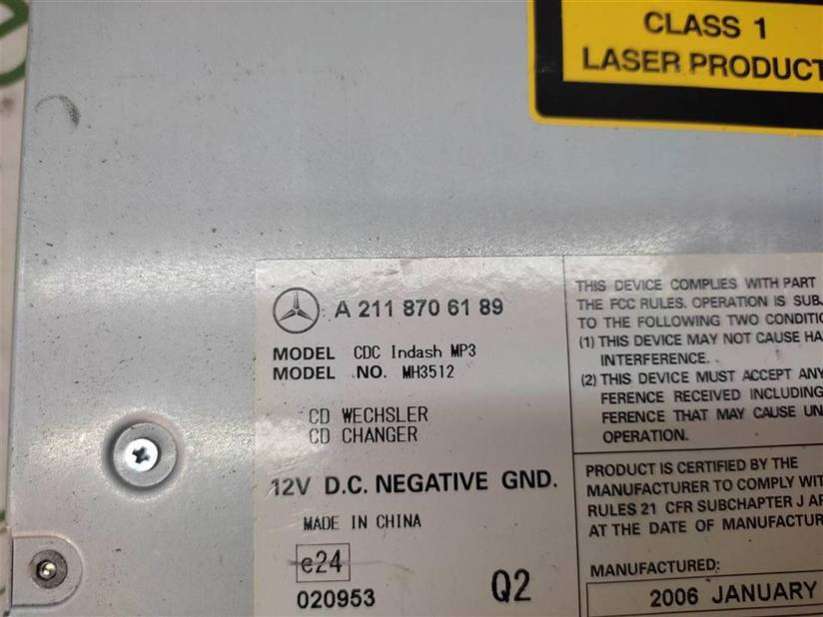 CLASS 1
LASER PRODUCT
A 211 870 61 89
MODEL CDC Indash MP3
MODEL NO. MH3512
CD WECHSLER
CD CHANGER
12V D.C. NEGATIVE GND.
MADE IN CHINA
e24
020953
Q2
THIS DEVICE COMPLIES WITH PART
THE FCC RULES. OPERATION IS SUBJ
TO THE FOLLOWING TWO CONDITIO
(1) THIS DEVICE MAY NOT CAUSE HA
INTERFERENCE.
(2) THIS DEVICE MUST ACCEPT ANY
FERENCE RECEIVED INCLUDING
FERENCE THAT MAY CAUSE UN
OPERATION.
PRODUCT IS CERTIFIED BY THE
MANUFACTURER TO COMPLY WIT
RULES 21 CFR SUBCHAPTER J AP
AT THE DATE OF MANUFACTUR
MANUFACTURED:
2006 JANUARY